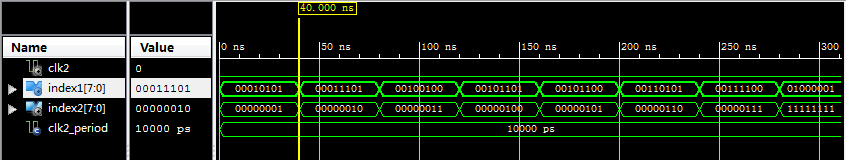 40.000 ns
Name Value 0 ns 50 ns 100 ns 150 ns 200 ns 250 ns 300
clk2 0
index1[7:0] 00011101 00010101 00011101 00100100 00101101 00101100 00110101 00111100 01000001
index2[7:0] 00000010 00000001 00000010 00000011 00000100 00000101 00000110 00000111 11111111
clk2_period 10000 ps 10000 ps